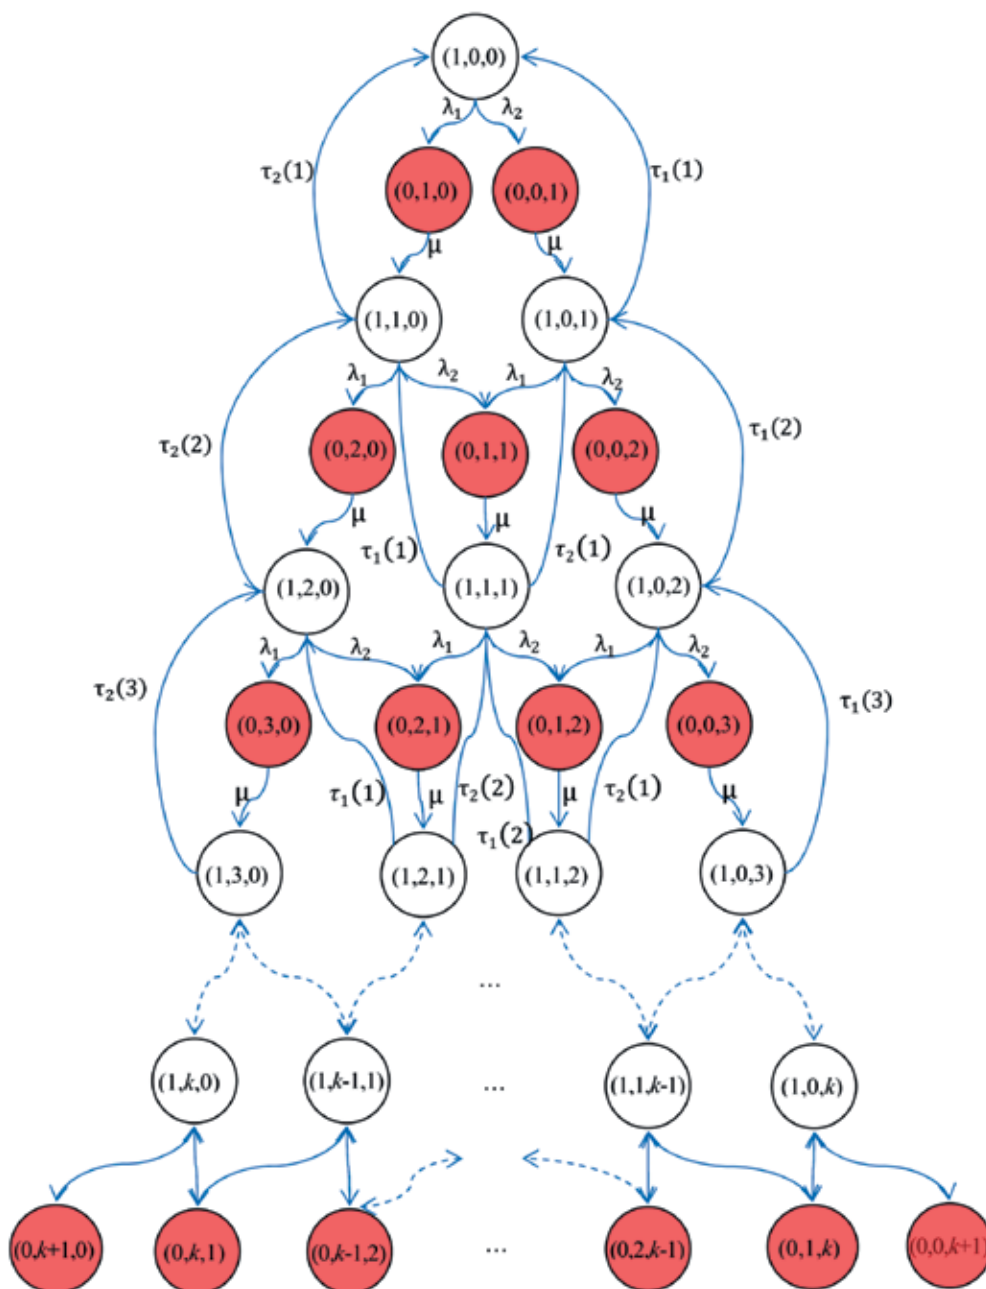 (1,0,0)
λ₁ λ₂
τ₂(1) τ₁(1)
(0,1,0) (0,0,1)
μ μ
(1,1,0) (1,0,1)
λ₁ λ₂ λ₁ λ₂
τ₂(2) τ₁(2)
(0,2,0) (0,1,1) (0,0,2)
μ μ μ
τ₁(1) τ₂(1)
(1,2,0) (1,1,1) (1,0,2)
λ₁ λ₂ λ₁ λ₂ λ₁ λ₂
τ₂(3) τ₁(3)
(0,3,0) (0,2,1) (0,1,2) (0,0,3)
μ τ₁(1) μ τ₂(2) μ τ₂(1) μ
τ₁(2)
(1,3,0) (1,2,1) (1,1,2) (1,0,3)
...
(1,k,0) (1,k-1,1) ... (1,1,k-1) (1,0,k)
(0,k+1,0) (0,k,1) (0,k-1,2) ... (0,2,k-1) (0,1,k) (0,0,k+1)